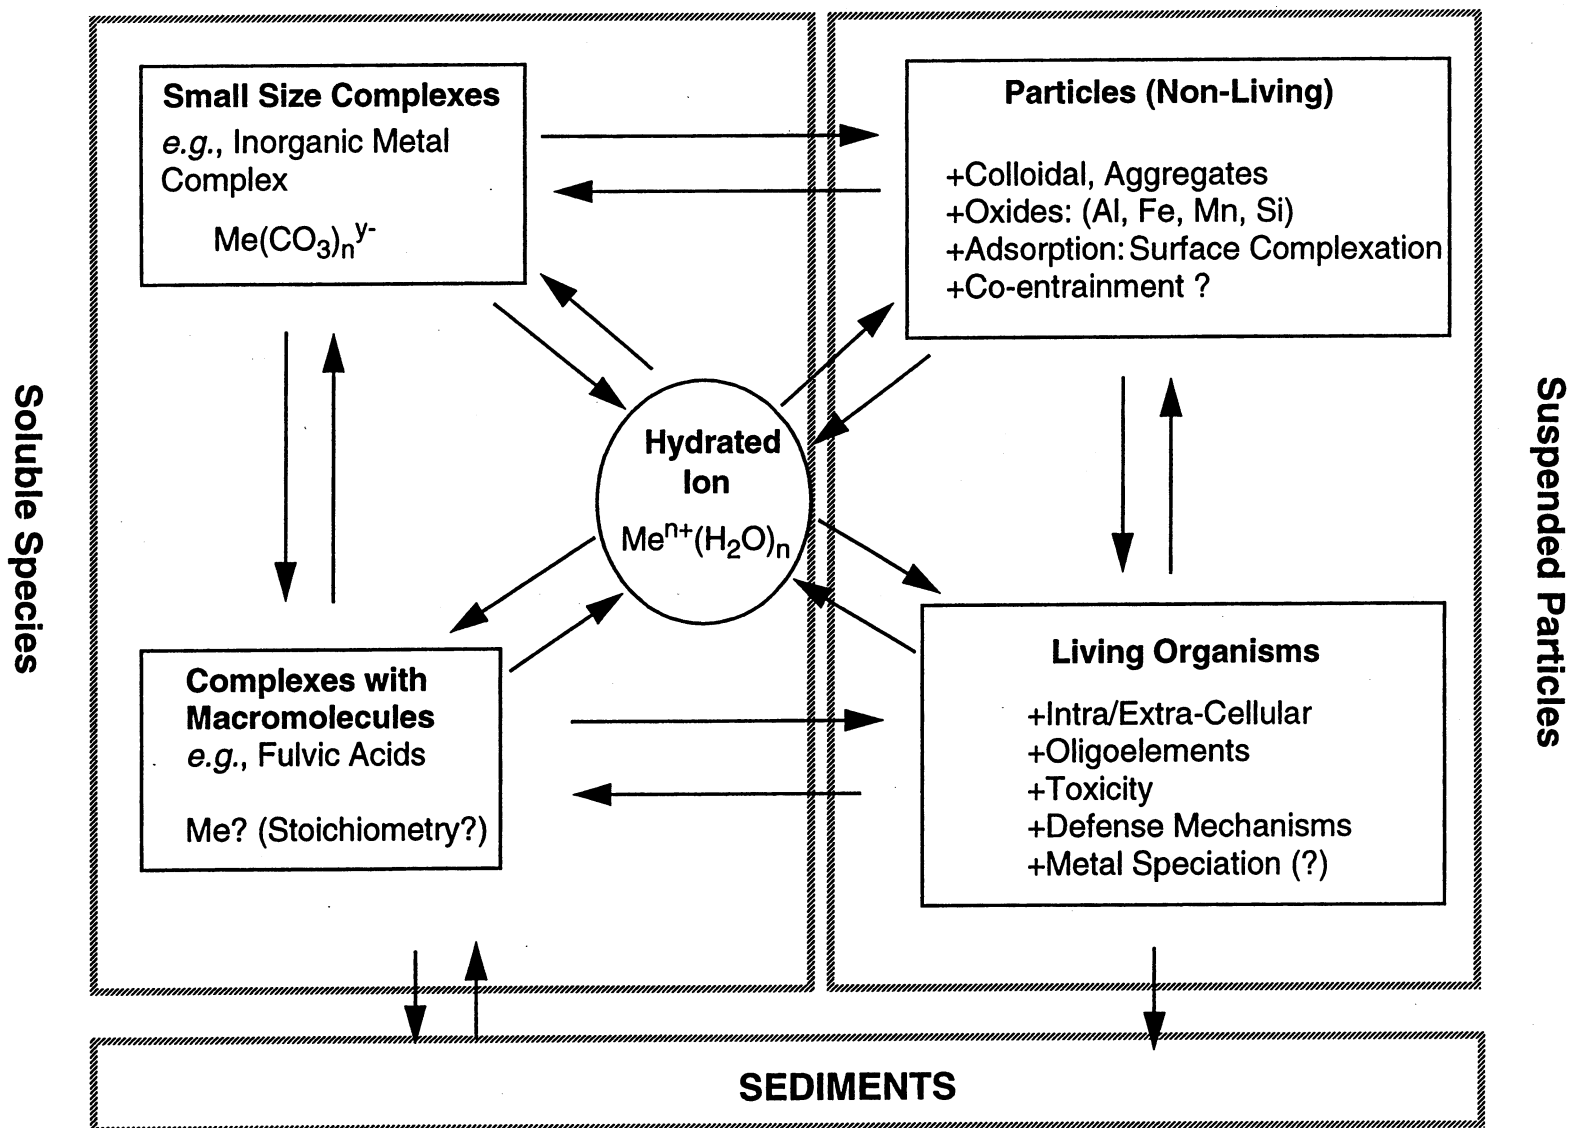 Small Size Complexes
e.g., Inorganic Metal
Complex
Me(CO₃)ₙʸ⁻
Particles (Non-Living)
+Colloidal, Aggregates
+Oxides: (Al, Fe, Mn, Si)
+Adsorption: Surface Complexation
+Co-entrainment ?
Soluble Species
Hydrated
Ion
Meⁿ⁺(H₂O)ₙ
Suspended Particles
Complexes with
Macromolecules
e.g., Fulvic Acids
Me? (Stoichiometry?)
Living Organisms
+Intra/Extra-Cellular
+Oligoelements
+Toxicity
+Defense Mechanisms
+Metal Speciation (?)
SEDIMENTS